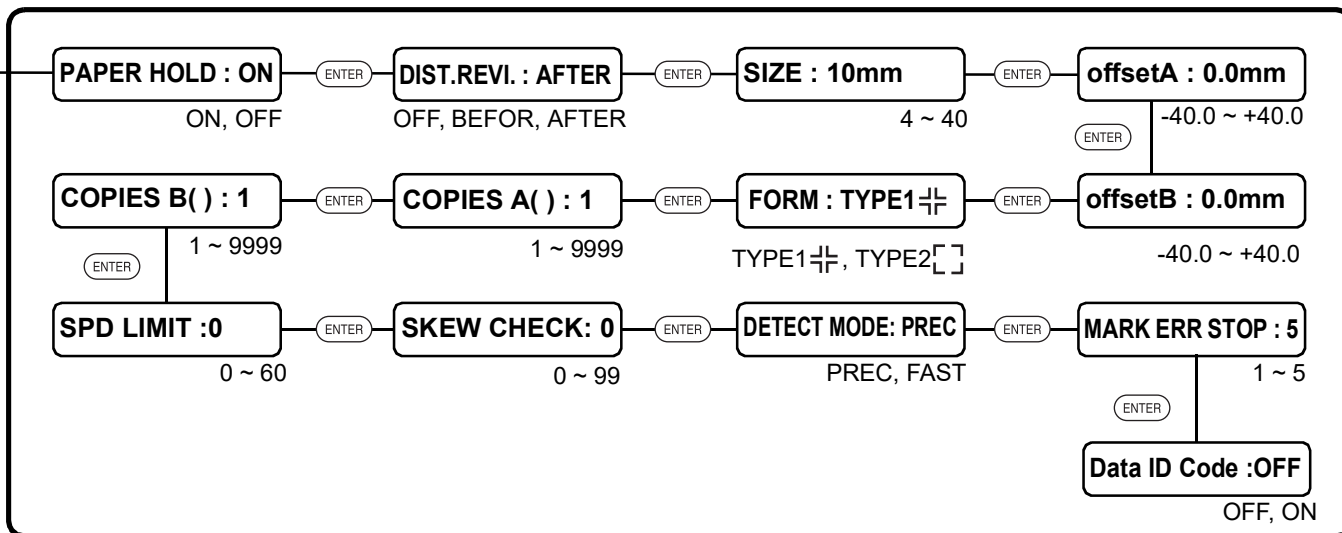 PAPER HOLD : ON ENTER DIST.REVI. : AFTER ENTER SIZE : 10mm ENTER offsetA : 0.0mm
ON, OFF OFF, BEFOR, AFTER 4 ~ 40 -40.0 ~ +40.0
ENTER
COPIES B( ) : 1 ENTER COPIES A( ) : 1 ENTER FORM : TYPE1 ENTER offsetB : 0.0mm
1 ~ 9999 1 ~ 9999 TYPE1 , TYPE2 -40.0 ~ +40.0
ENTER
SPD LIMIT :0 ENTER SKEW CHECK: 0 ENTER DETECT MODE: PREC ENTER MARK ERR STOP : 5
0 ~ 60 0 ~ 99 PREC, FAST 1 ~ 5
ENTER
Data ID Code :OFF
OFF, ON